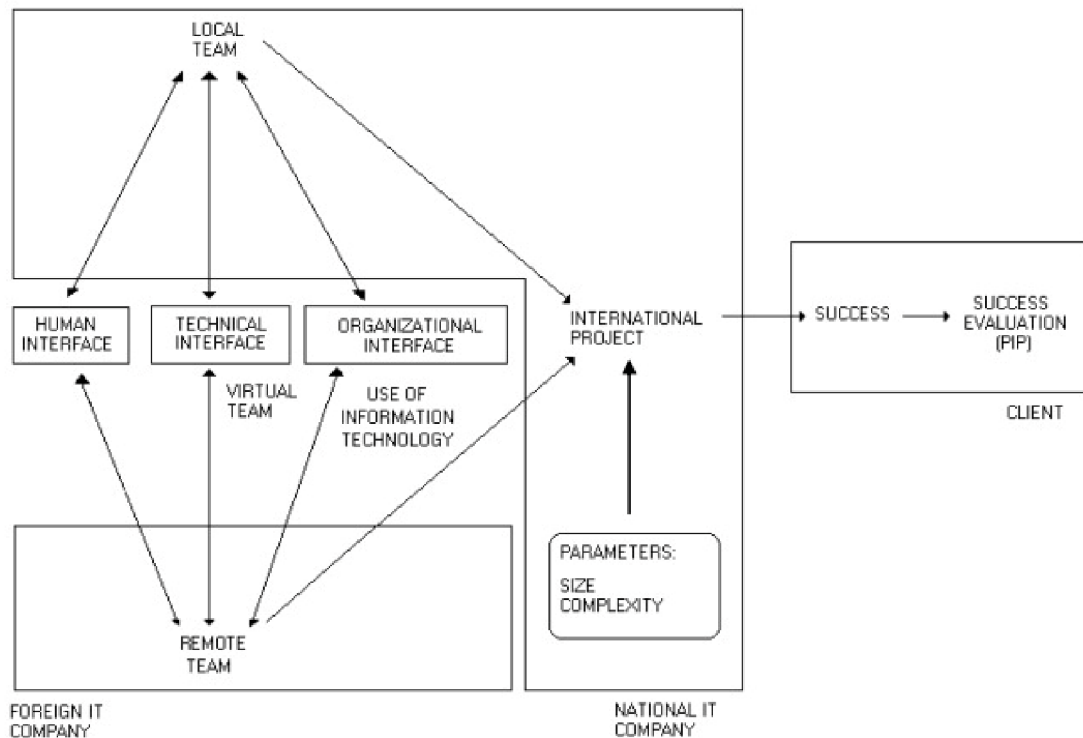 LOCAL
TEAM
HUMAN
INTERFACE
TECHNICAL
INTERFACE
ORGANIZATIONAL
INTERFACE
VIRTUAL
TEAM
USE OF
INFORMATION
TECHNOLOGY
INTERNATIONAL
PROJECT
SUCCESS
SUCCESS
EVALUATION
(PIP)
CLIENT
PARAMETERS:
SIZE
COMPLEXITY
REMOTE
TEAM
FOREIGN IT
COMPANY
NATIONAL IT
COMPANY